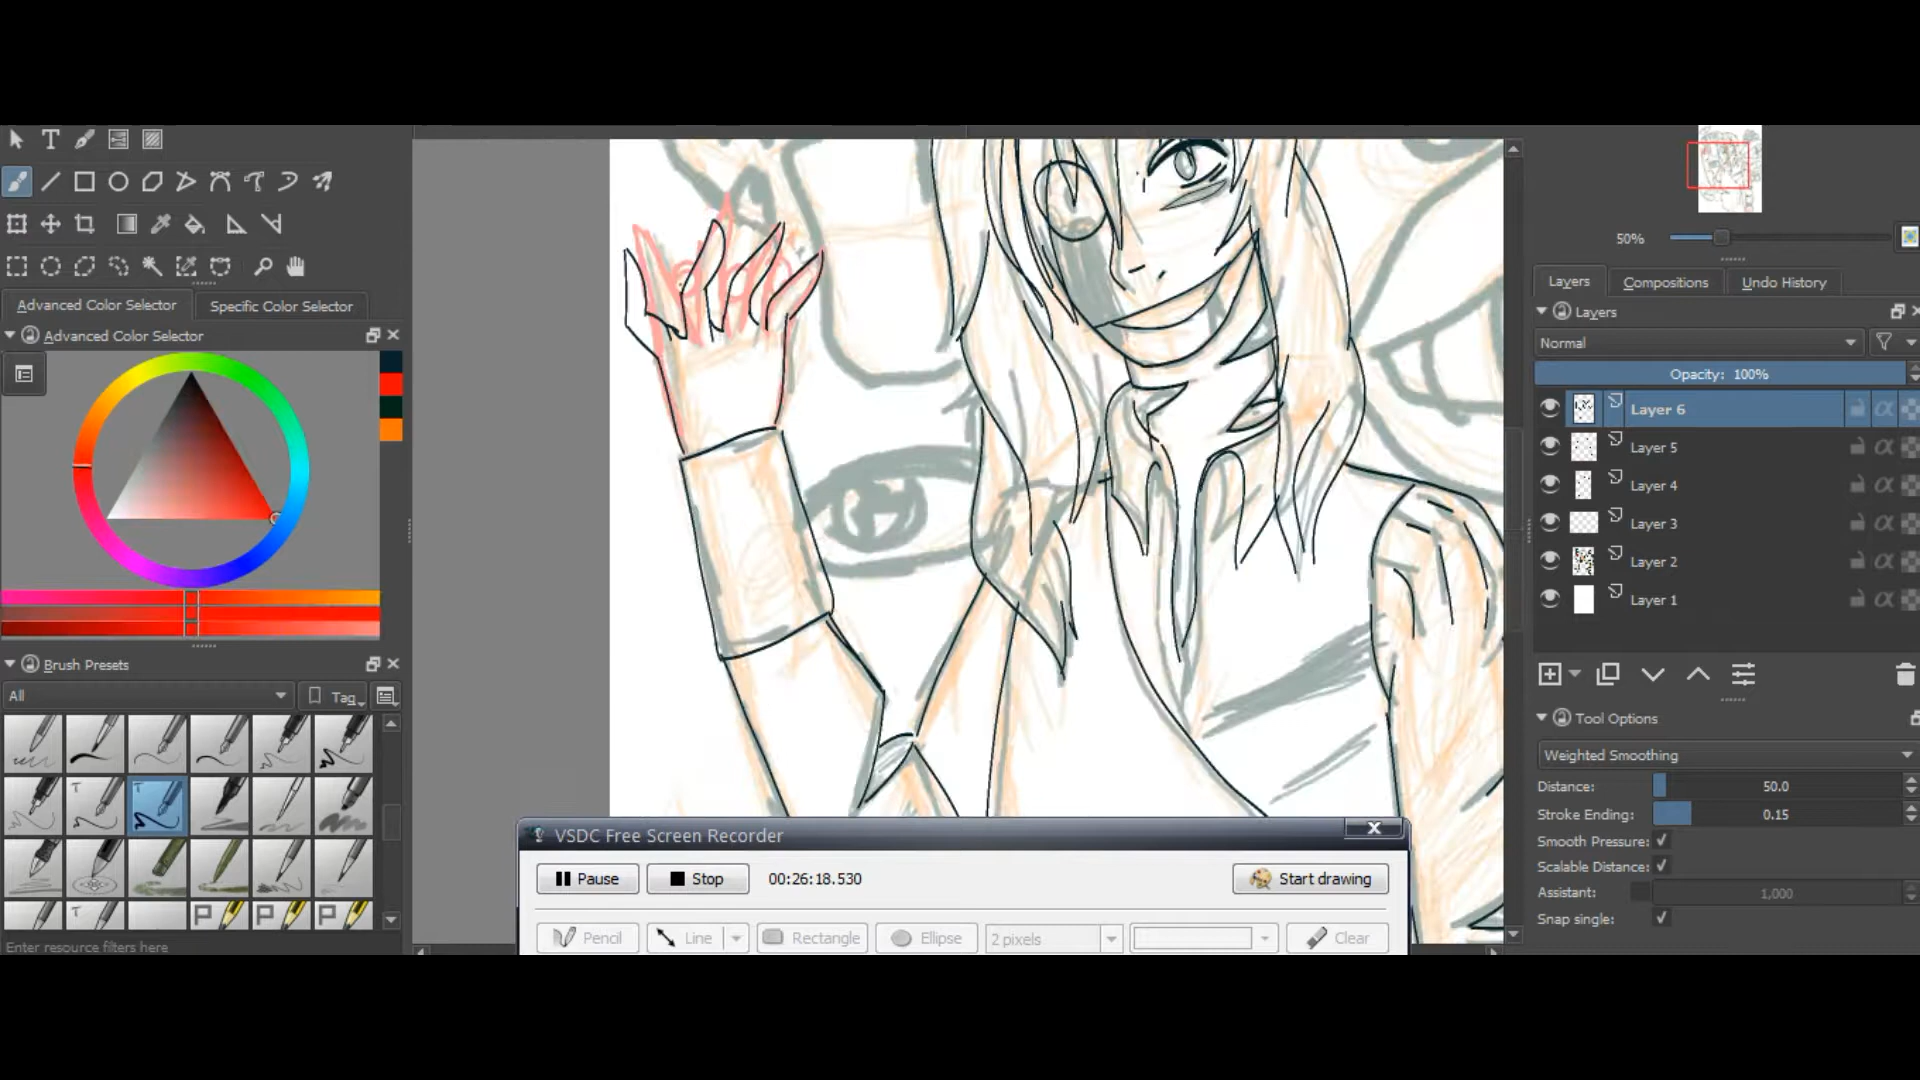 50%
Advanced Color Selector
Specific Color Selector
Advanced Color Selector
Layers
Compositions
Undo History
Layers
Normal
Opacity: 100%
Layer 6
Layer 5
Layer 4
Layer 3
Layer 2
Layer 1
Brush Presets
All
Tag
Enter resource filters here
Tool Options
Weighted Smoothing
Distance: 50.0
Stroke Ending: 0.15
Smooth Pressure:
Scalable Distance:
Assistant: 1,000
Snap single:
VSDC Free Screen Recorder
Pause
Stop
00:26:18.530
Start drawing
Pencil
Line
Rectangle
Ellipse
2 pixels
Clear